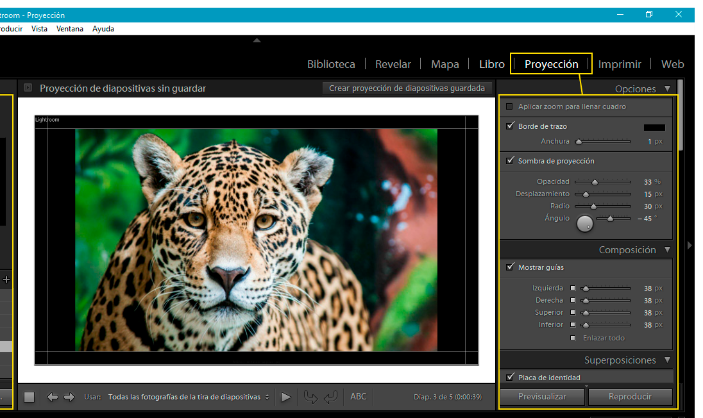 troom - Proyección
oducir Vista Ventana Ayuda
Biblioteca | Revelar | Mapa | Libro | Proyección | Imprimir | Web
Proyección de diapositivas sin guardar
Crear proyección de diapositivas guardada
Opciones
Aplicar zoom para llenar cuadro
Borde de trazo
Anchura 1 px
Sombra de proyección
Opacidad 33 %
Desplazamiento 15 px
Radio 30 px
Ángulo -45 °
Composición
Mostrar guías
Izquierda 38 px
Derecha 38 px
Superior 38 px
Inferior 38 px
Enlazar todo
Superposiciones
Placa de identidad
Previsualizar Reproducir
Lightroom
Usar: Todas las fotografías de la tira de diapositivas
ABC
Diap. 3 de 5 (0:00:39)